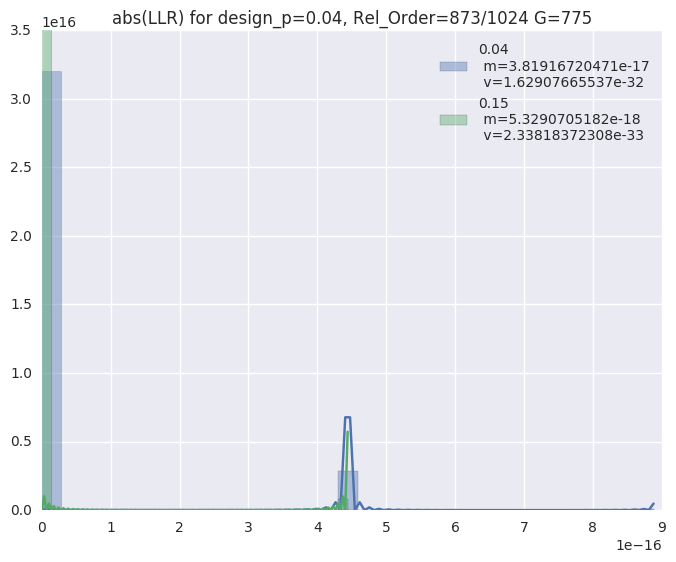 abs(LLR) for design_p=0.04, Rel_Order=873/1024 G=775
1e16
3.5
3.0
2.5
2.0
1.5
1.0
0.5
0.0
0.04
m=3.81916720471e-17
v=1.62907665537e-32
0.15
m=5.3290705182e-18
v=2.33818372308e-33
0 1 2 3 4 5 6 7 8 9
1e−16